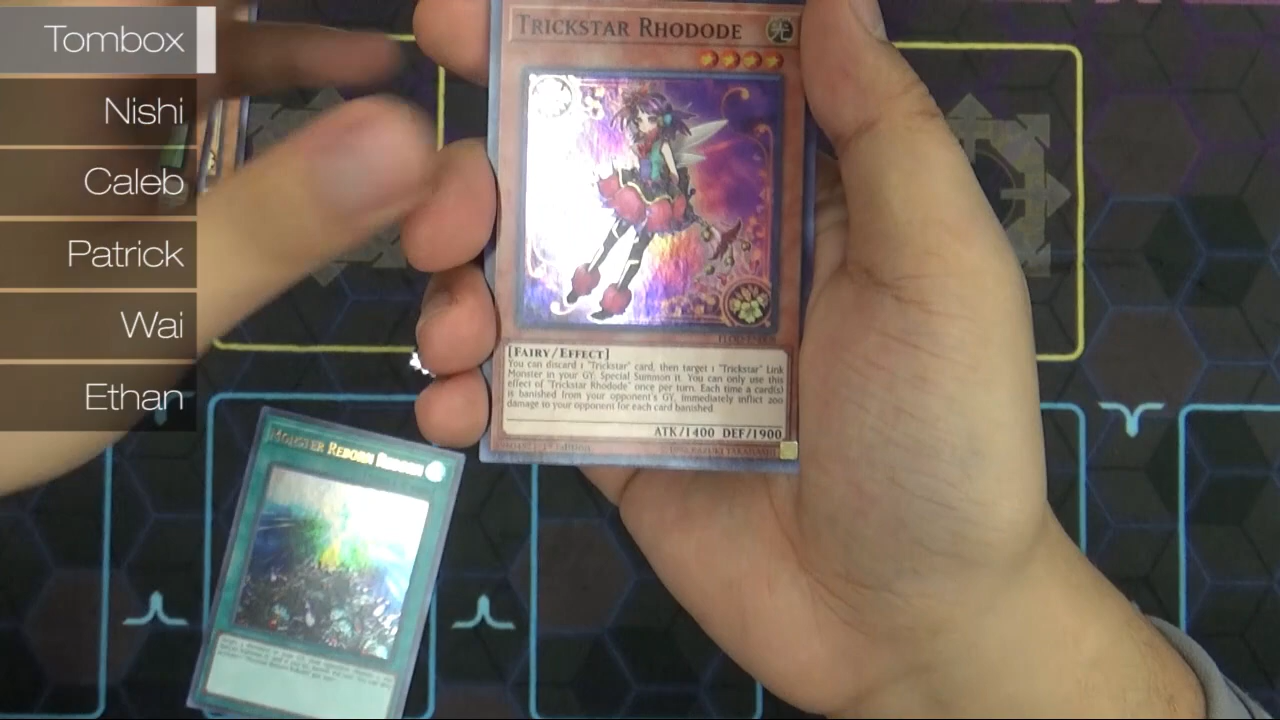 Tombox
Nishi
Caleb
Patrick
Wai
Ethan
TRICKSTAR RHODODE
[FAIRY/EFFECT]
You can discard 1 "Trickstar" card, then target 1 "Trickstar" Link
Monster in your GY: Special Summon it. You can only use this
effect of "Trickstar Rhodode" once per turn. Each time a card(s)
is banished from your opponent's GY, immediately inflict 200
damage to your opponent for each card banished.
ATK/1400 DEF/1900
MONSTER REBORN REBORN